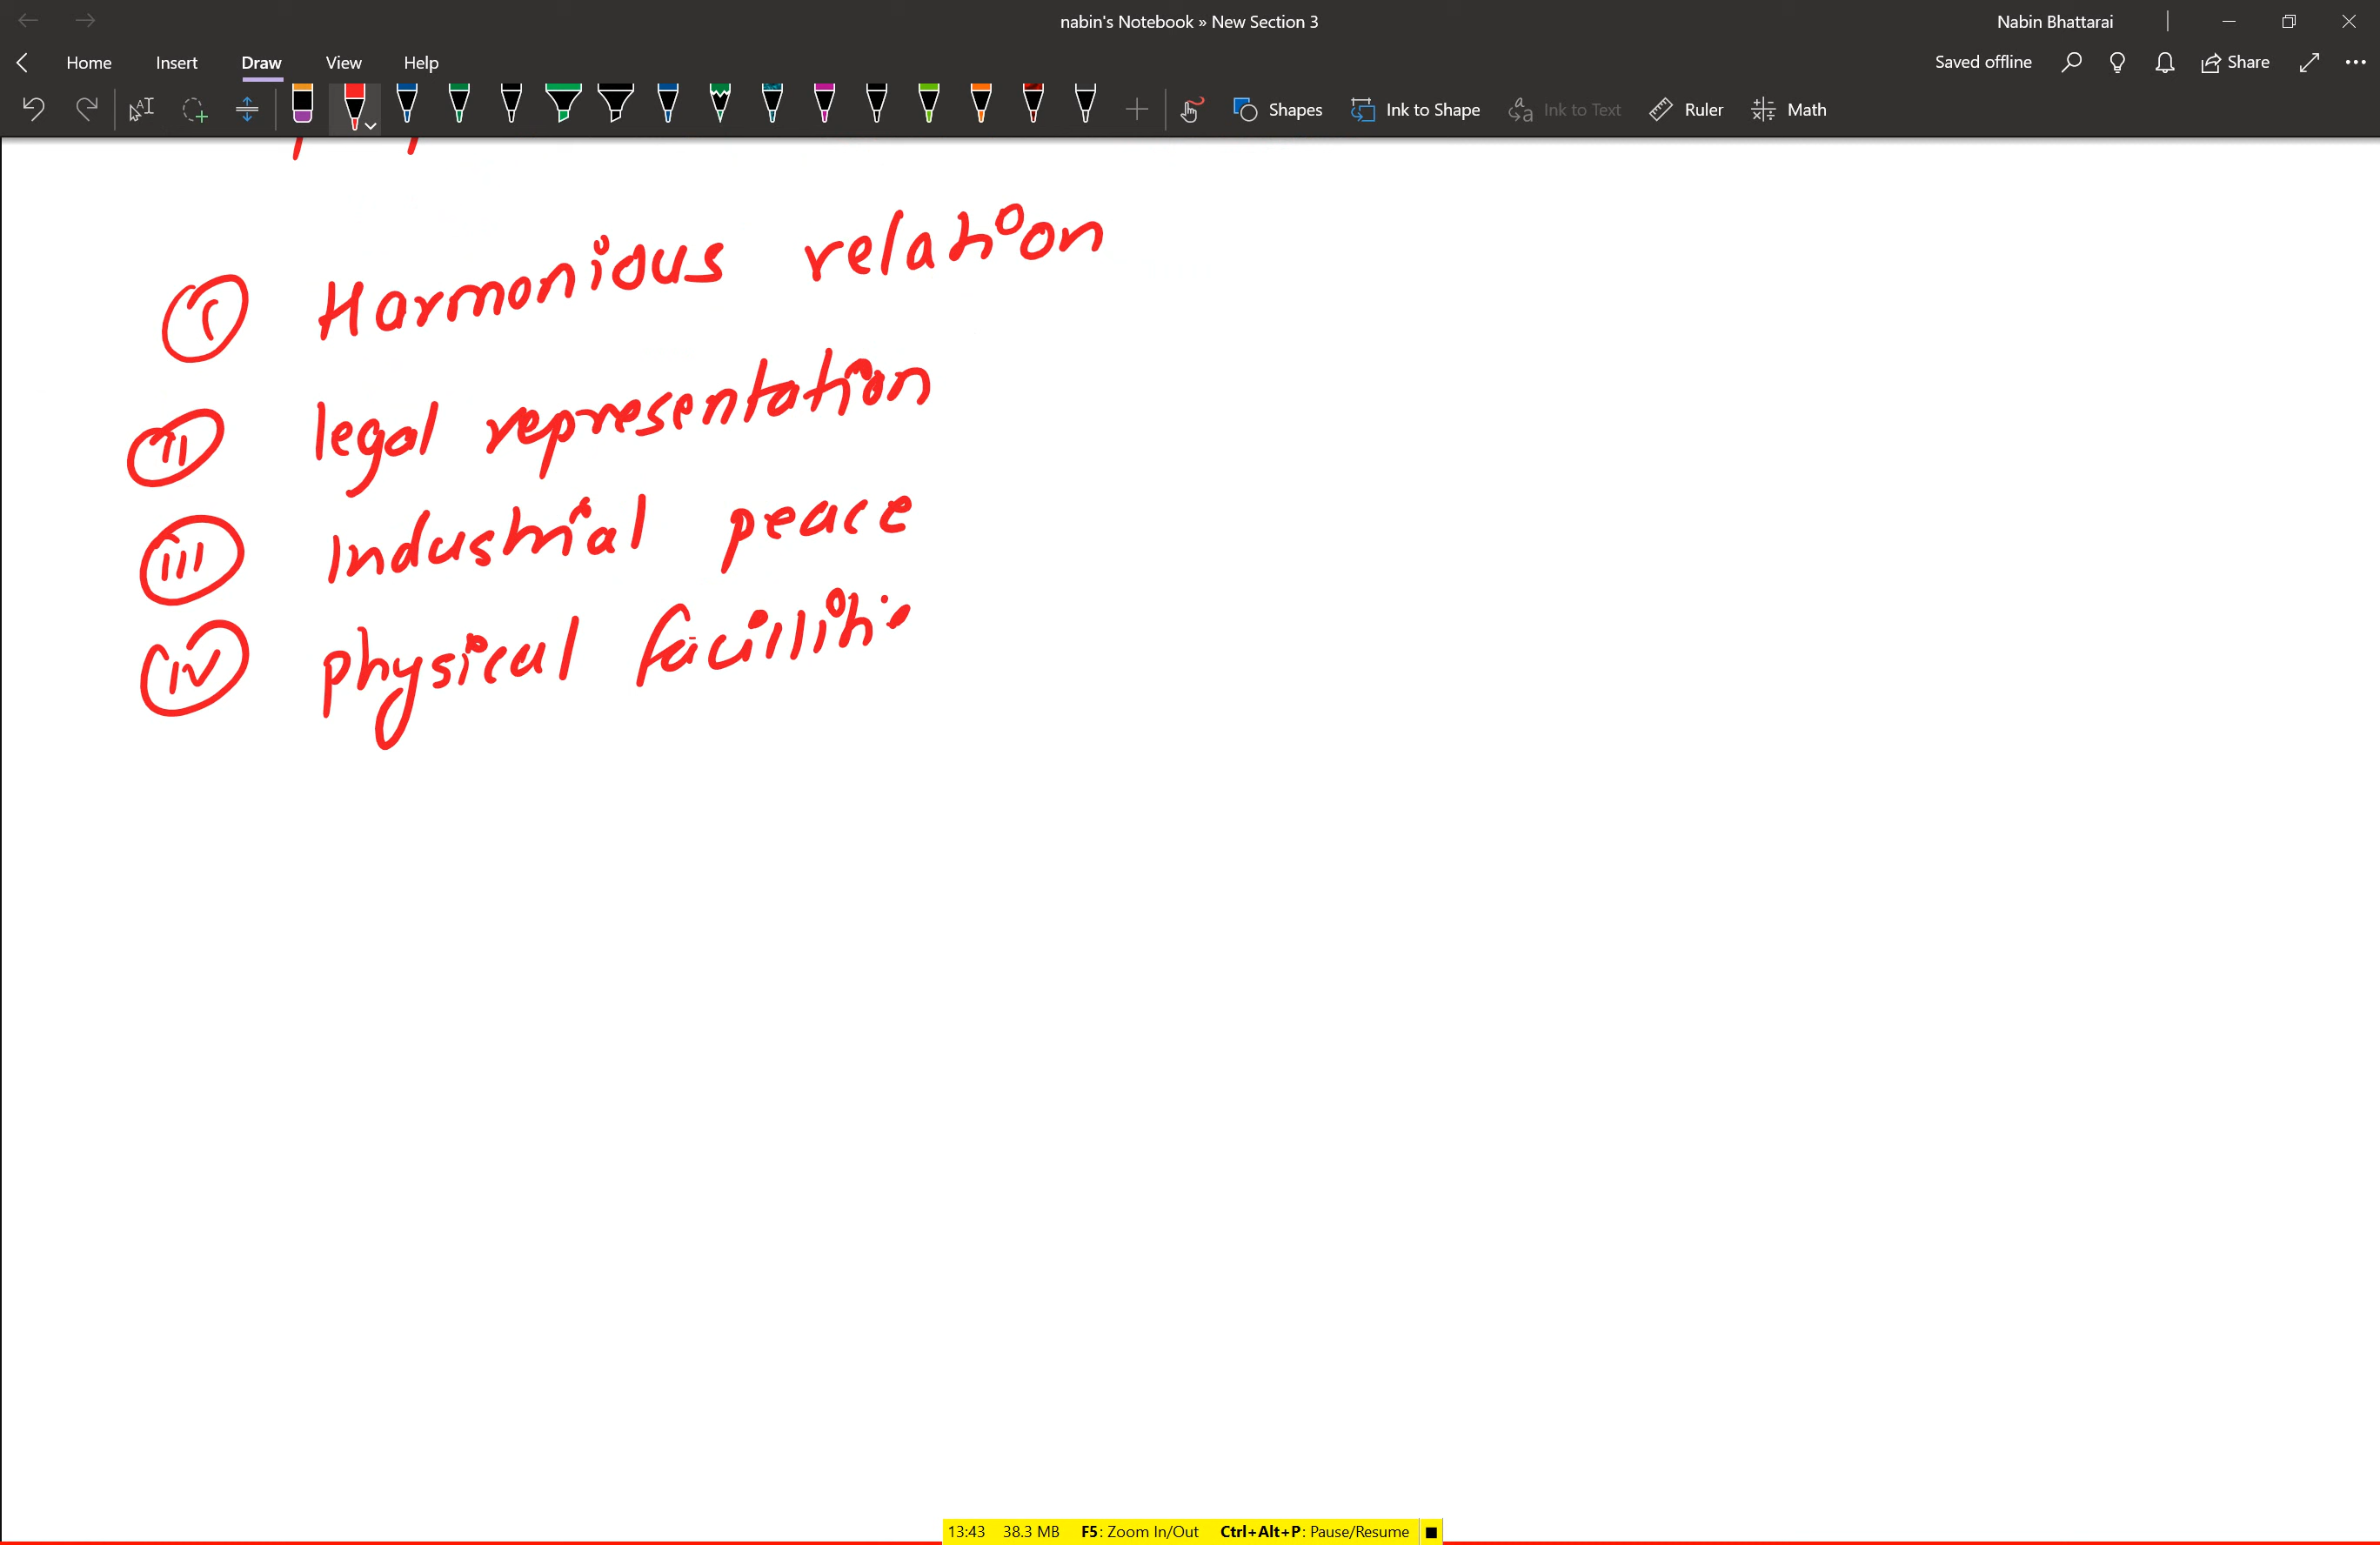 nabin's Notebook » New Section 3
Nabin Bhattarai
Home Insert Draw View Help
Saved offline
Share
Shapes
Ink to Shape
Ink to Text
Ruler
Math
i Harmonious relation
ii legal representation
iii Industrial peace
iv physical
13:43 38.3 MB F5: Zoom In/Out Ctrl+Alt+P: Pause/Resume